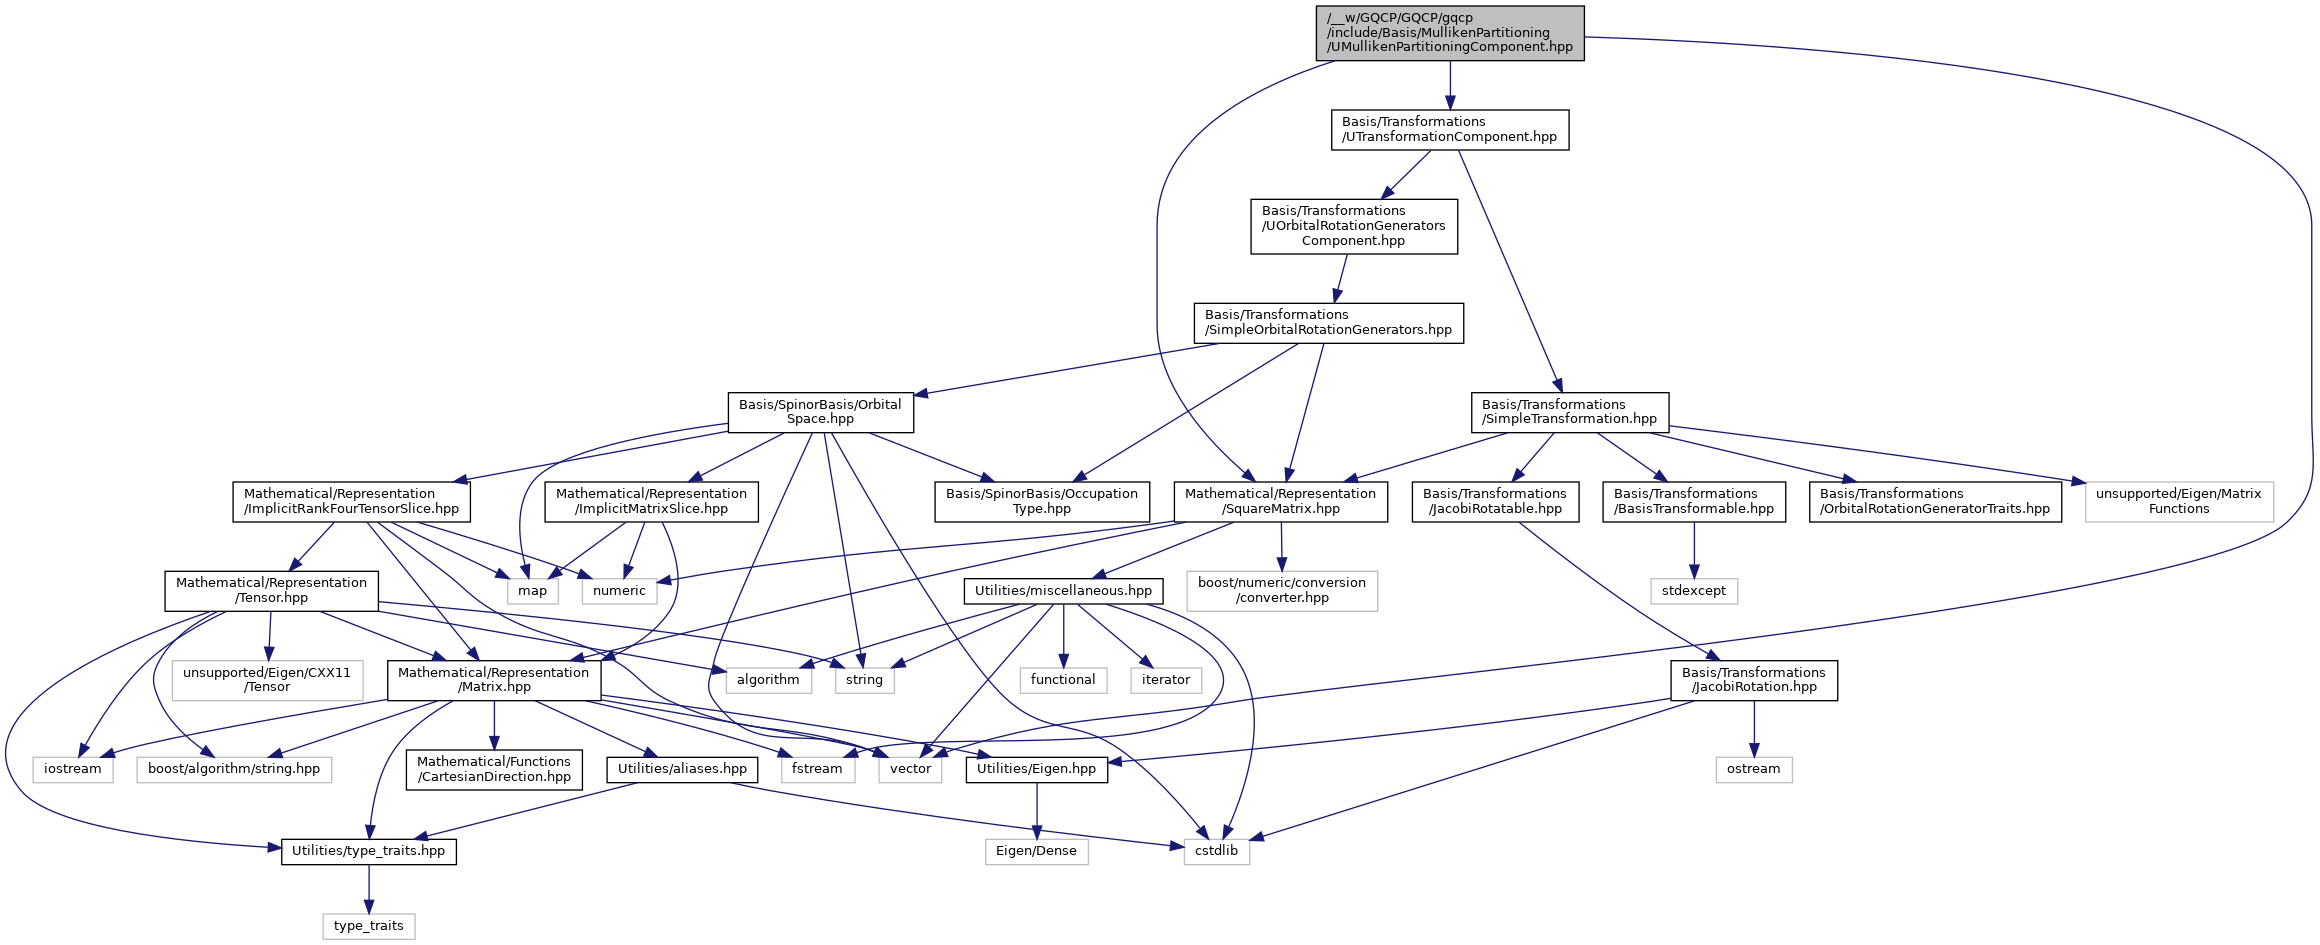 /__w/GQCP/GQCP/gqcp
/include/Basis/MullikenPartitioning
/UMullikenPartitioningComponent.hpp
Basis/Transformations
/UTransformationComponent.hpp
Basis/Transformations
/UOrbitalRotationGenerators
Component.hpp
Basis/Transformations
/SimpleOrbitalRotationGenerators.hpp
Basis/SpinorBasis/Orbital
Space.hpp
Basis/Transformations
/SimpleTransformation.hpp
Mathematical/Representation
/ImplicitRankFourTensorSlice.hpp
Mathematical/Representation
/ImplicitMatrixSlice.hpp
Basis/SpinorBasis/Occupation
Type.hpp
Mathematical/Representation
/SquareMatrix.hpp
Basis/Transformations
/JacobiRotatable.hpp
Basis/Transformations
/BasisTransformable.hpp
Basis/Transformations
/OrbitalRotationGeneratorTraits.hpp
unsupported/Eigen/Matrix
Functions
Mathematical/Representation
/Tensor.hpp
map
numeric
Utilities/miscellaneous.hpp
boost/numeric/conversion
/converter.hpp
stdexcept
unsupported/Eigen/CXX11
/Tensor
Mathematical/Representation
/Matrix.hpp
algorithm
string
functional
iterator
Basis/Transformations
/JacobiRotation.hpp
iostream
boost/algorithm/string.hpp
Mathematical/Functions
/CartesianDirection.hpp
Utilities/aliases.hpp
fstream
vector
Utilities/Eigen.hpp
ostream
Utilities/type_traits.hpp
Eigen/Dense
cstdlib
type_traits